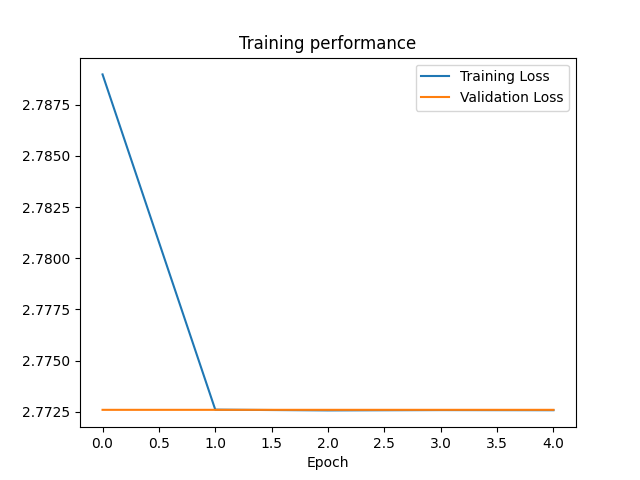 Training performance
Training Loss
Validation Loss
2.7875
2.7850
2.7825
2.7800
2.7775
2.7750
2.7725
0.0 0.5 1.0 1.5 2.0 2.5 3.0 3.5 4.0
Epoch